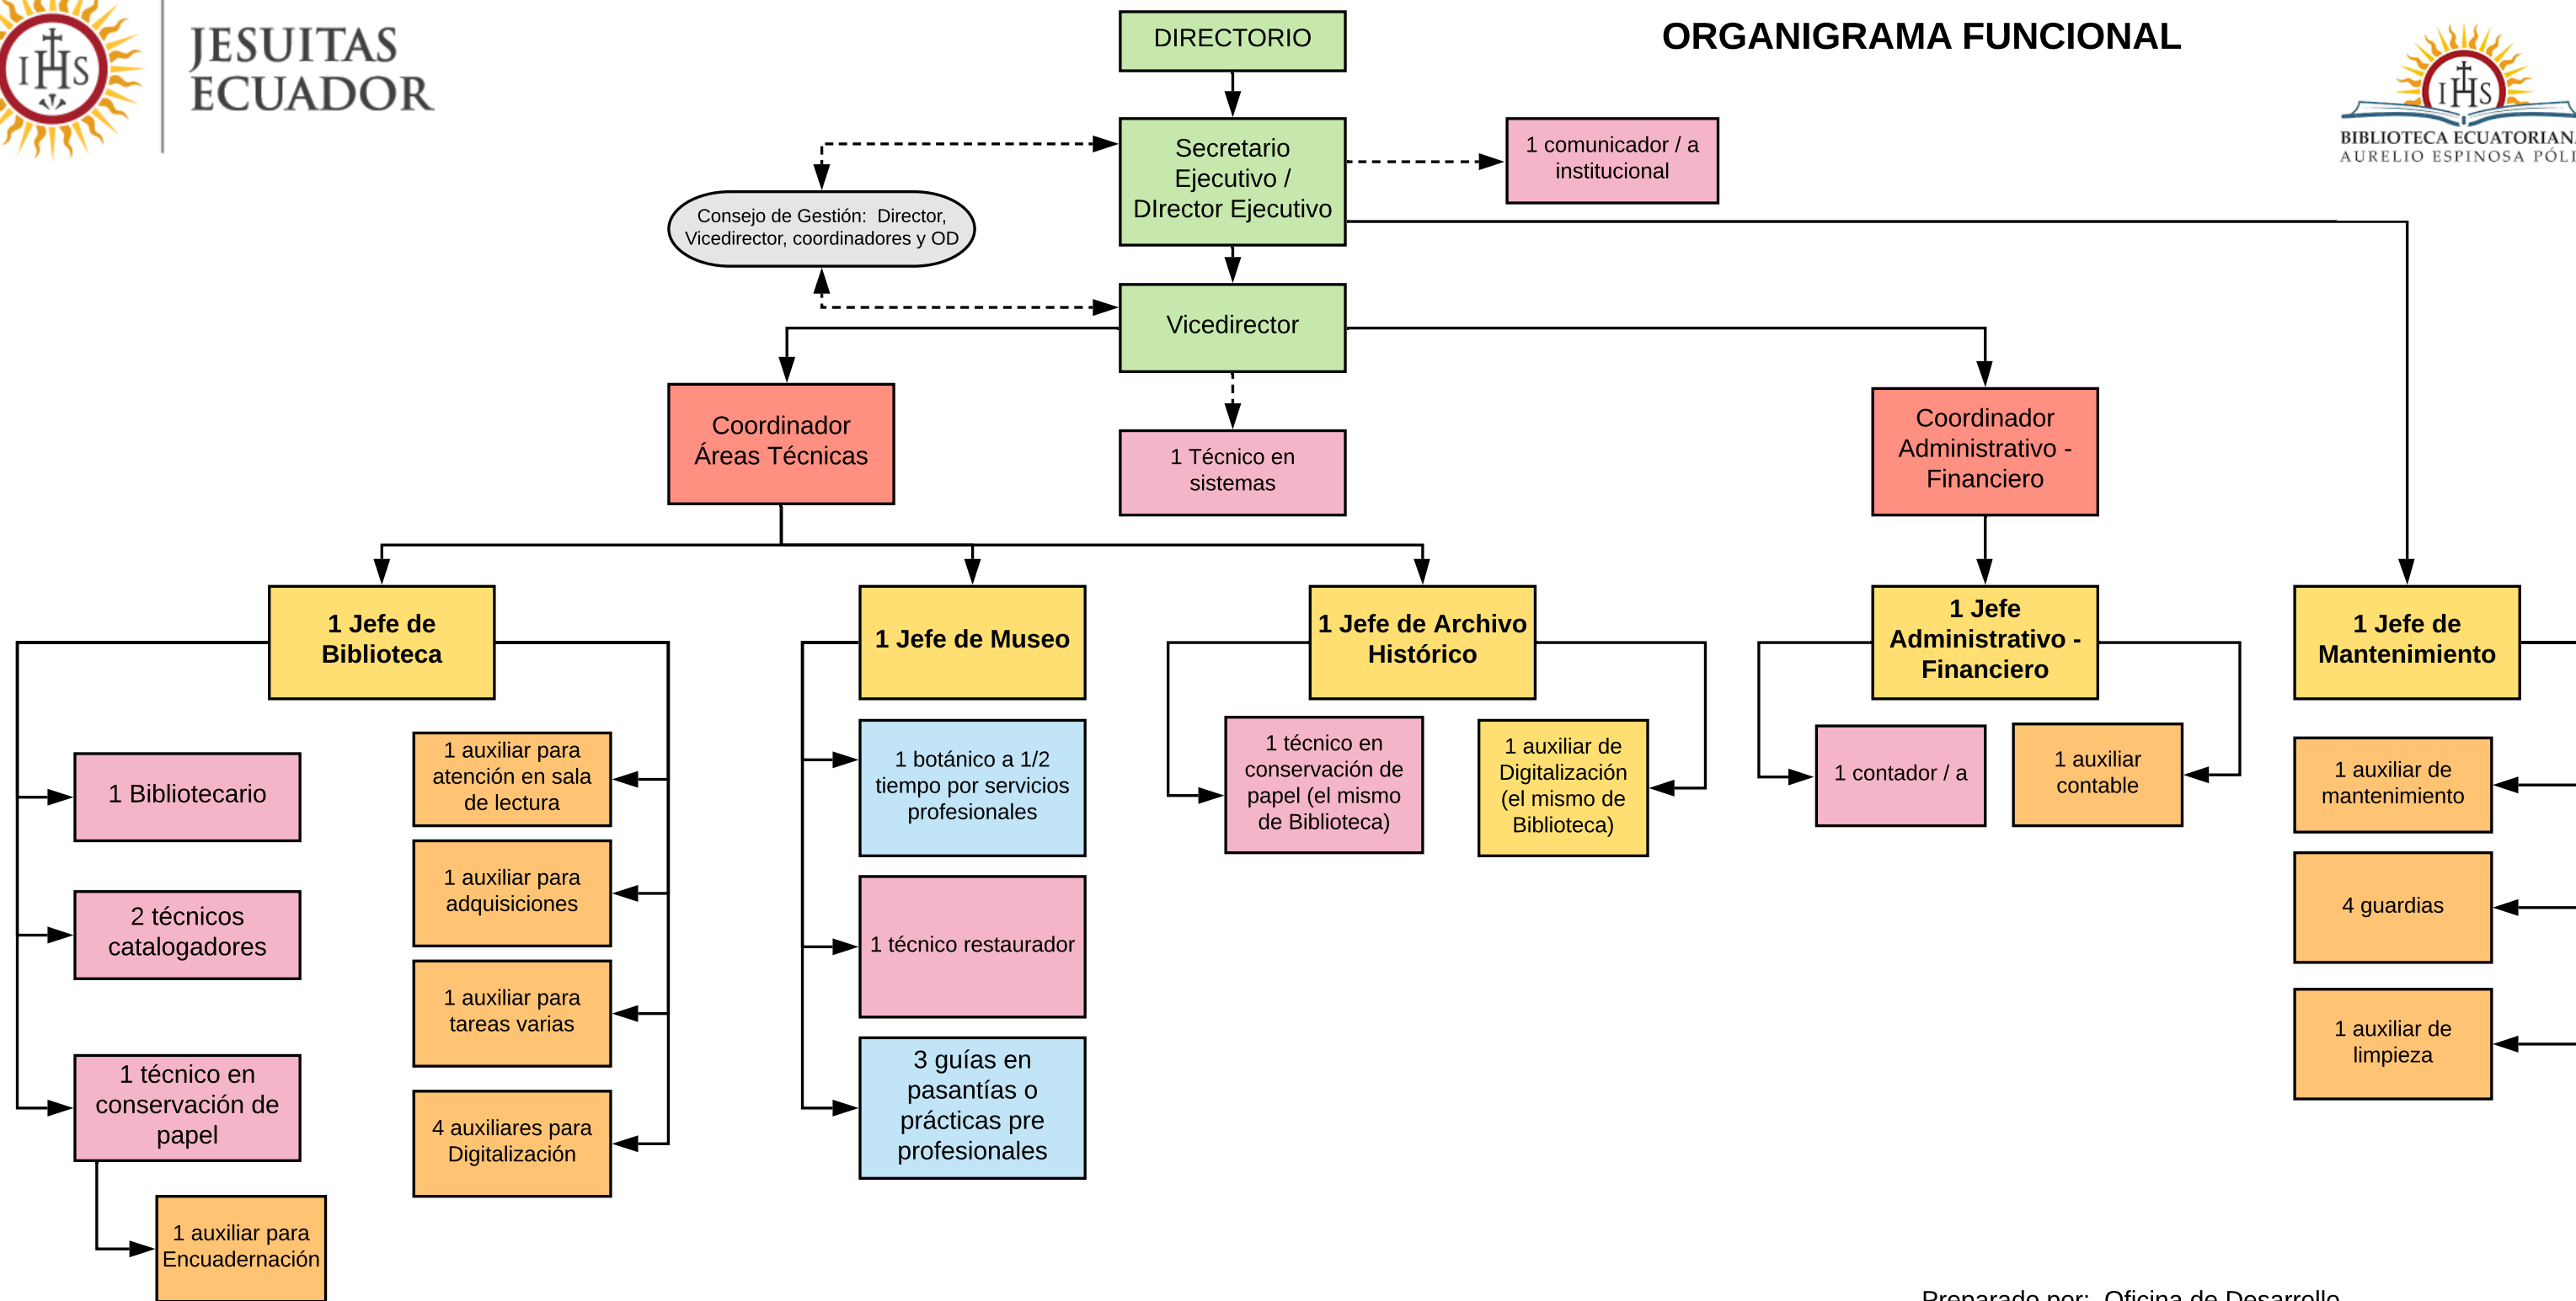 JESUITAS
ECUADOR
IHS
DIRECTORIO
ORGANIGRAMA FUNCIONAL
IHS
BIBLIOTECA ECUATORIAN
AURELIO ESPINOSA PÓLI
Secretario
Ejecutivo /
DIrector Ejecutivo
1 comunicador / a
institucional
Consejo de Gestión:  Director,
Vicedirector, coordinadores y OD
Vicedirector
Coordinador
Áreas Técnicas
1 Técnico en
sistemas
Coordinador
Administrativo -
Financiero
1 Jefe de
Biblioteca
1 Jefe de Museo
1 Jefe de Archivo
Histórico
1 Jefe
Administrativo -
Financiero
1 Jefe de
Mantenimiento
1 Bibliotecario
2 técnicos
catalogadores
1 técnico en
conservación de
papel
1 auxiliar para
Encuadernación
1 auxiliar para
atención en sala
de lectura
1 auxiliar para
adquisiciones
1 auxiliar para
tareas varias
4 auxiliares para
Digitalización
1 botánico a 1/2
tiempo por servicios
profesionales
1 técnico restaurador
3 guías en
pasantías o
prácticas pre
profesionales
1 técnico en
conservación de
papel (el mismo
de Biblioteca)
1 auxiliar de
Digitalización
(el mismo de
Biblioteca)
1 contador / a
1 auxiliar
contable
1 auxiliar de
mantenimiento
4 guardias
1 auxiliar de
limpieza
Preparado por:  Oficina de Desarrollo